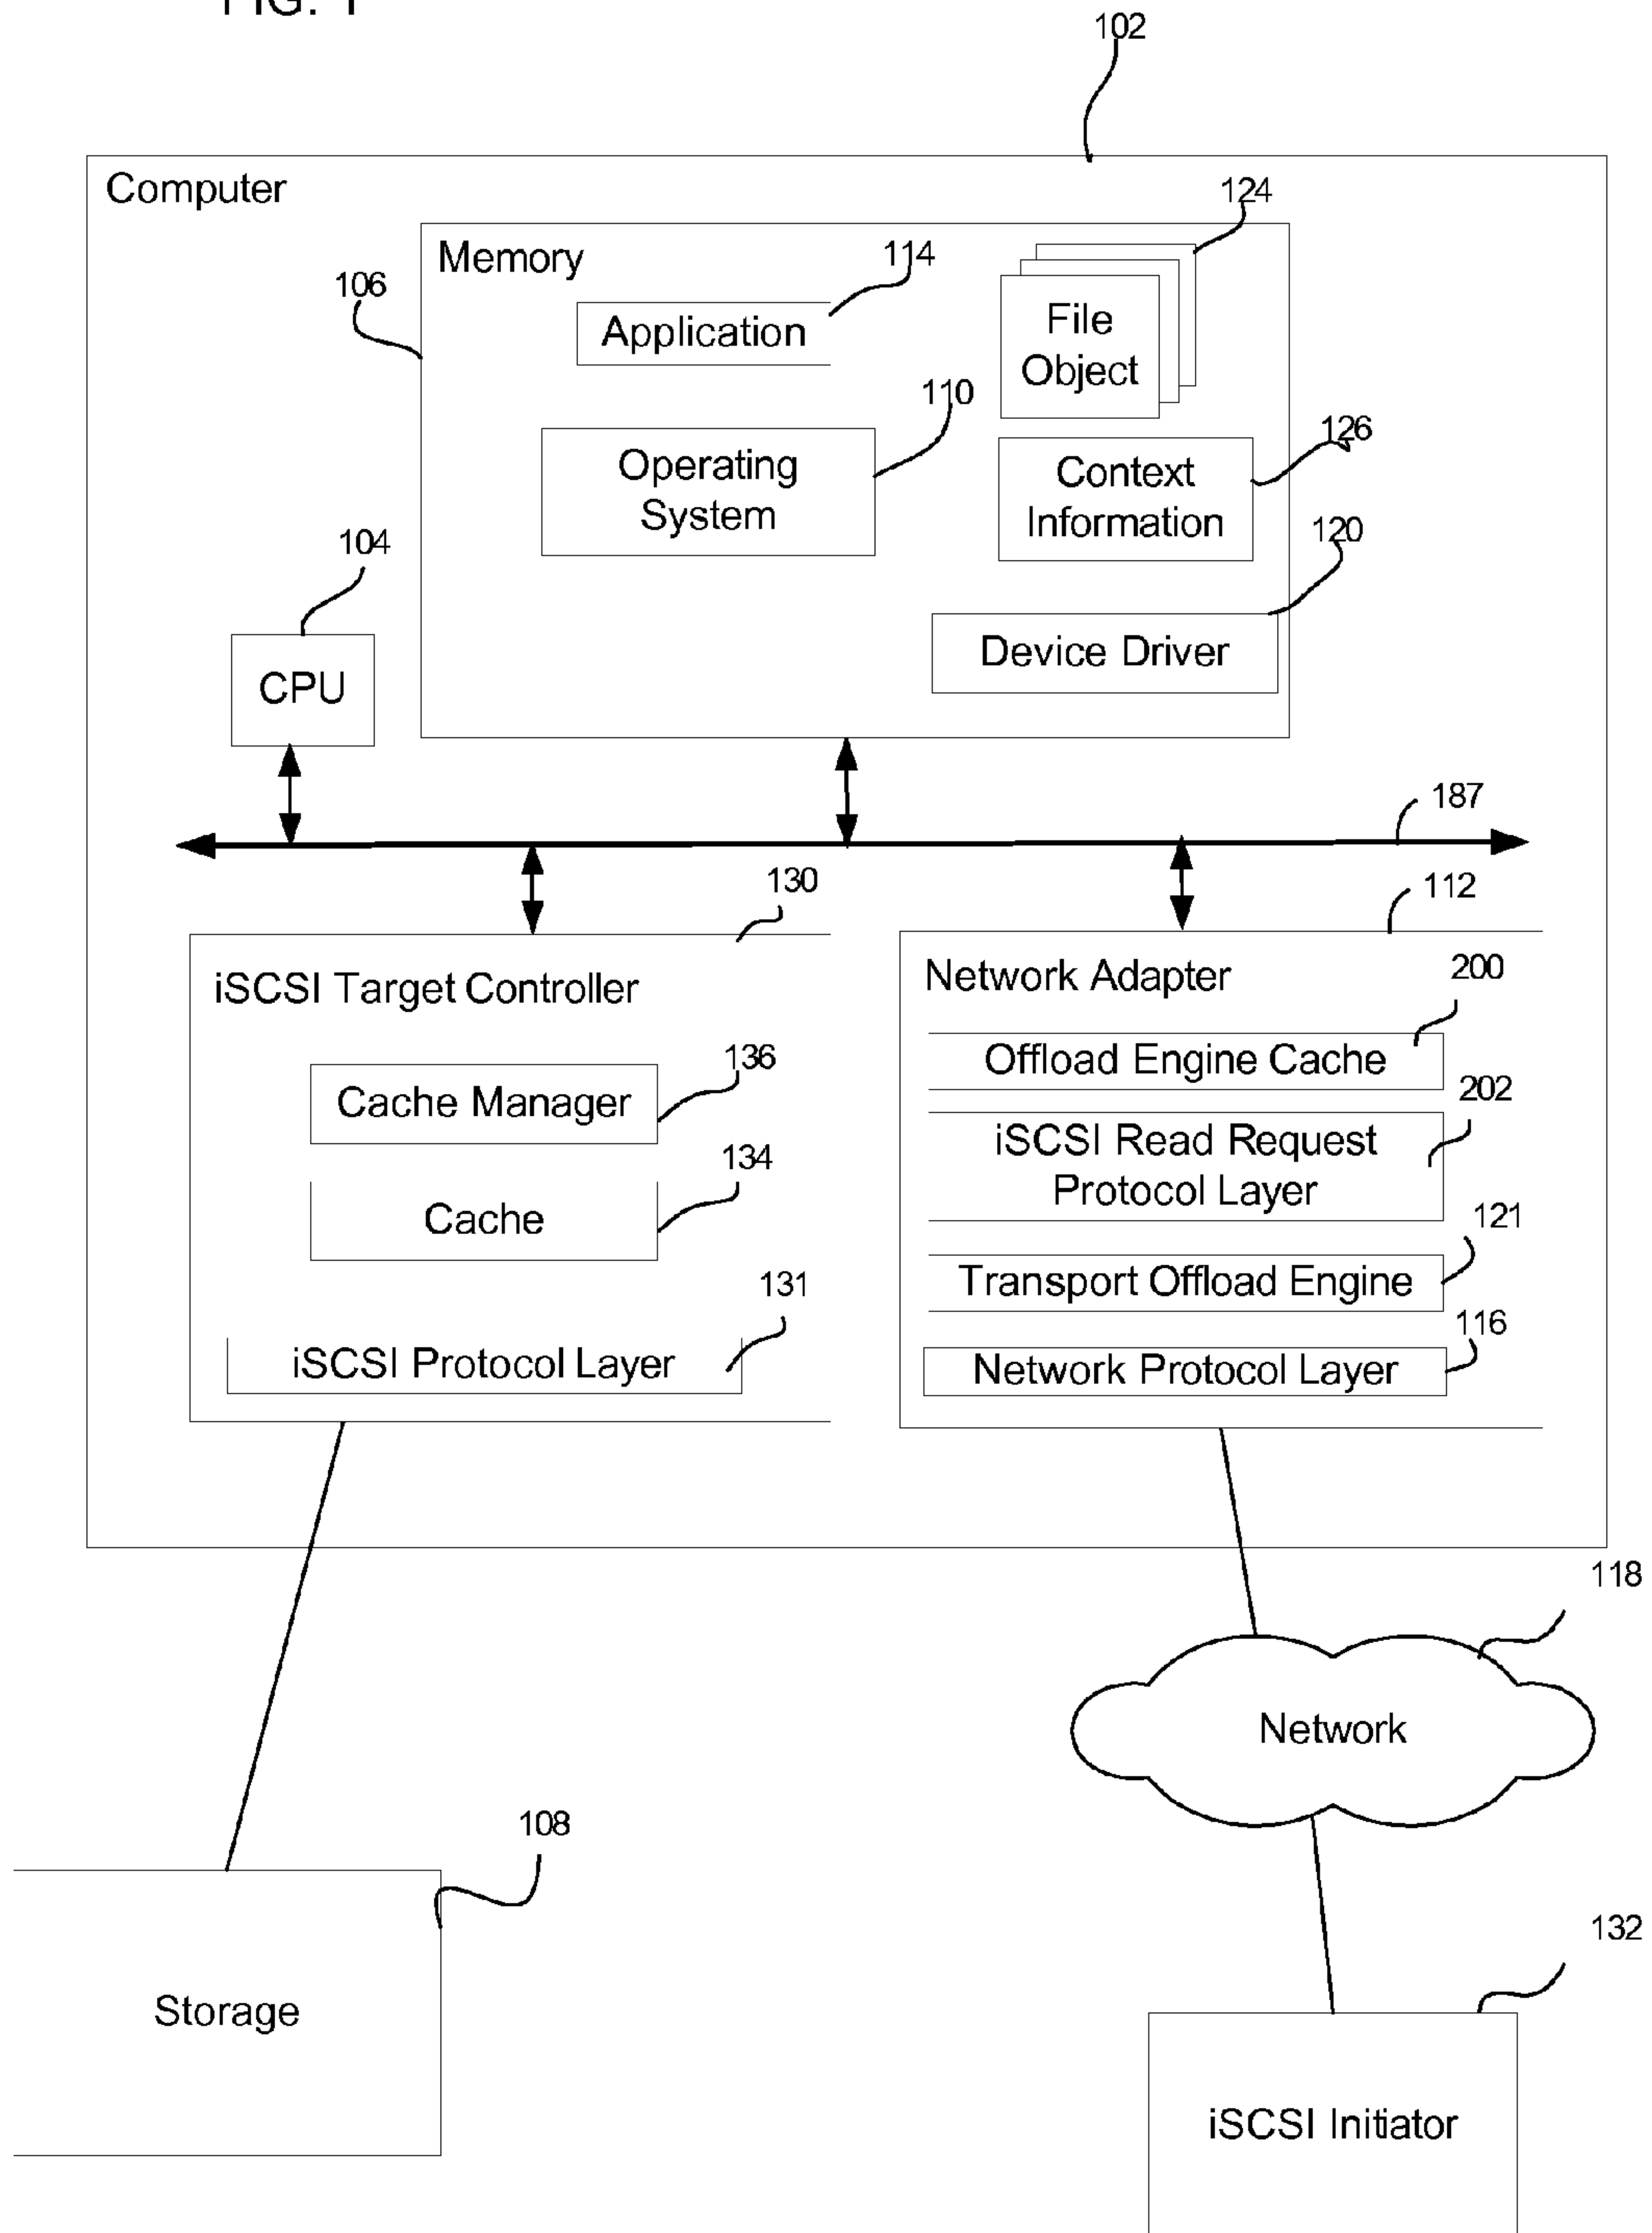 FIG. 1
102
Computer
124
Memory
114
106
Application
File
Object
110
126
Operating
System
Context
Information
120
104
Device Driver
CPU
187
130
112
iSCSI Target Controller
Network Adapter
200
136
Offload Engine Cache
Cache Manager
202
iSCSI Read Request
Protocol Layer
134
Cache
121
Transport Offload Engine
131
116
iSCSI Protocol Layer
Network Protocol Layer
118
Network
108
132
Storage
iSCSI Initiator